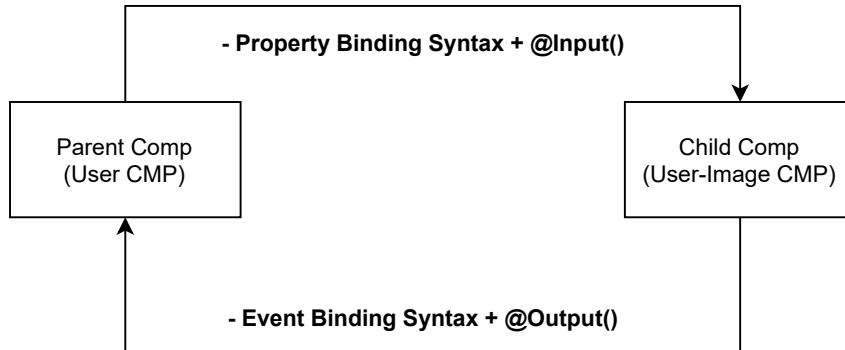 - Property Binding Syntax + @Input()
Parent Comp
(User CMP)
Child Comp
(User-Image CMP)
- Event Binding Syntax + @Output()